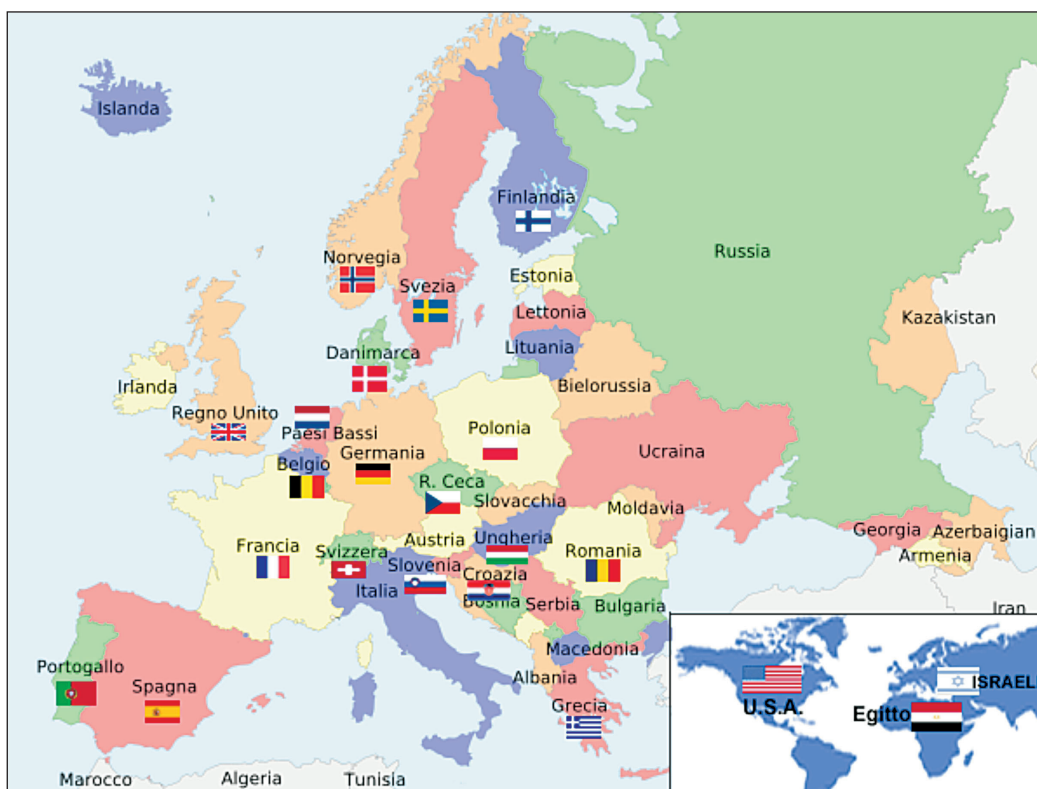 Islanda
Finlandia
Russia
Norvegia
Svezia
Estonia
Lettonia
Kazakistan
Lituania
Danimarca
Irlanda
Bielorussia
Regno Unito
Paesi Bassi
Polonia
Germania
Ucraina
Belgio
R. Ceca
Slovacchia
Moldavia
Georgia
Azerbaigian
Armenia
Francia
Svizzera
Austria
Ungheria
Romania
Slovenia
Croazia
Italia
Bosnia
Serbia
Bulgaria
Iran
Macedonia
Portogallo
Spagna
Albania
Grecia
Marocco
Algeria
Tunisia
U.S.A.
Egitto
ISRAELE